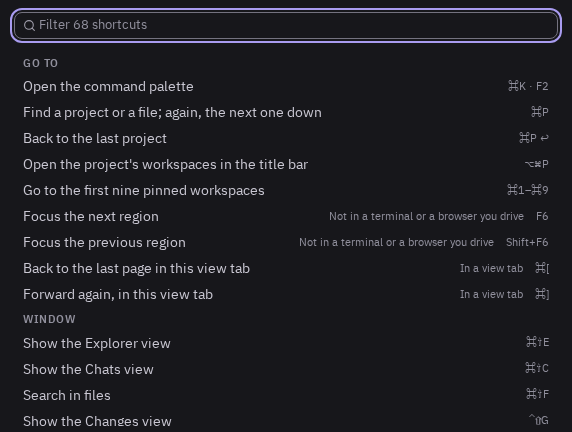 Filter 68 shortcuts
GO TO
Open the command palette ⌘K · F2
Find a project or a file; again, the next one down ⌘P
Back to the last project ⌘P ↩
Open the project's workspaces in the title bar ⌥⌘P
Go to the first nine pinned workspaces ⌘1–⌘9
Focus the next region Not in a terminal or a browser you drive F6
Focus the previous region Not in a terminal or a browser you drive Shift+F6
Back to the last page in this view tab In a view tab ⌘[
Forward again, in this view tab In a view tab ⌘]
WINDOW
Show the Explorer view ⌘⇧E
Show the Chats view ⌘⇧C
Search in files ⌘⇧F
Show the Changes view ⌃⇧G